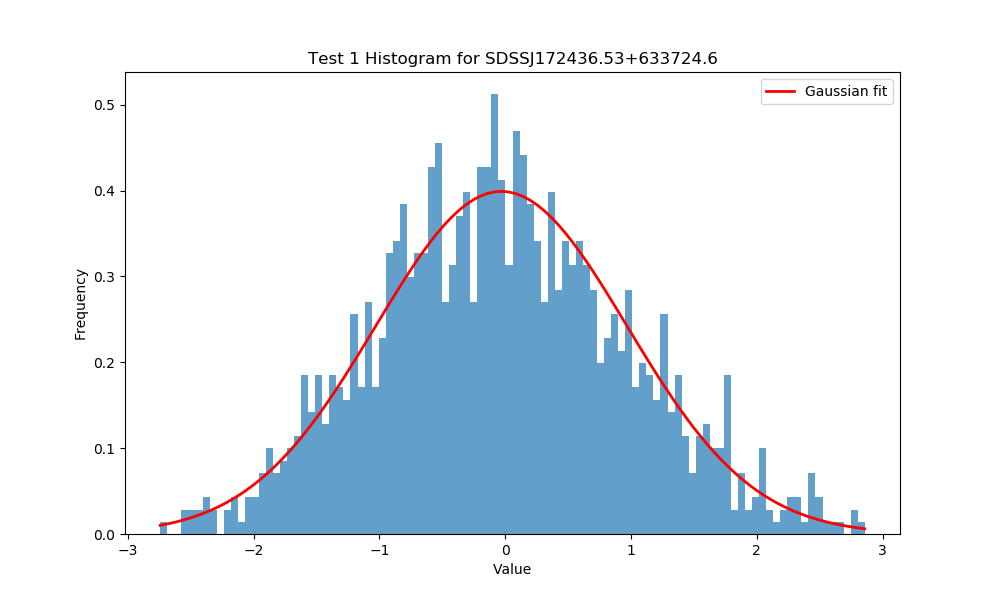 Test 1 Histogram for SDSSJ172436.53+633724.6
Gaussian fit
0.5
0.4
0.3
0.2
0.1
0.0
Frequency
−3 −2 −1 0 1 2 3
Value